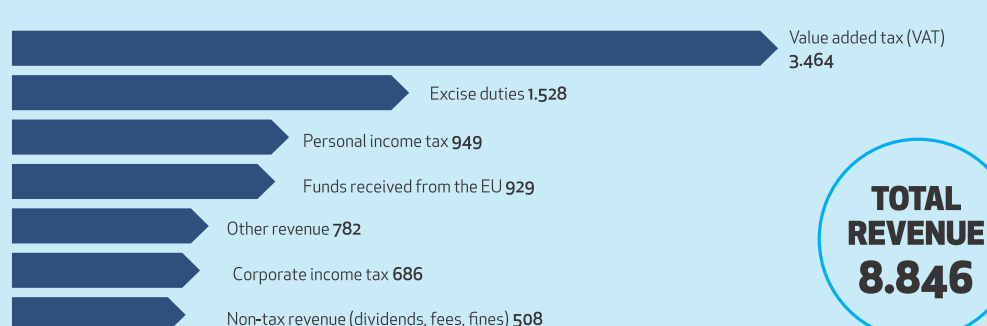 Value added tax (VAT)
3.464
Excise duties 1.528
Personal income tax 949
Funds received from the EU 929
Other revenue 782
Corporate income tax 686
Non-tax revenue (dividends, fees, fines) 508
TOTAL
REVENUE
8.846